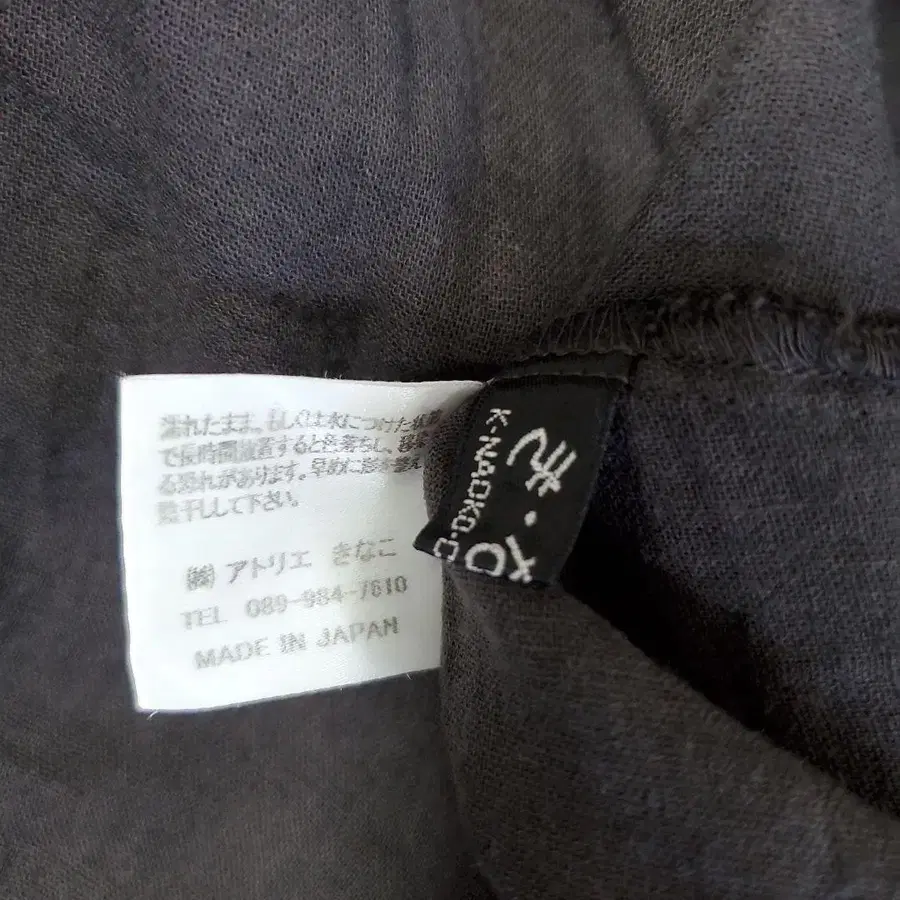 濡れたまま、もしくは水につけた状
で長時間放置すると色落ち し、移
る恐れがあります。早めに形を整え
陰干しして下さい。
㈱アトリエ きなこ
TEL 089-984-7610
MADE IN JAPAN
K-NAOKO-D